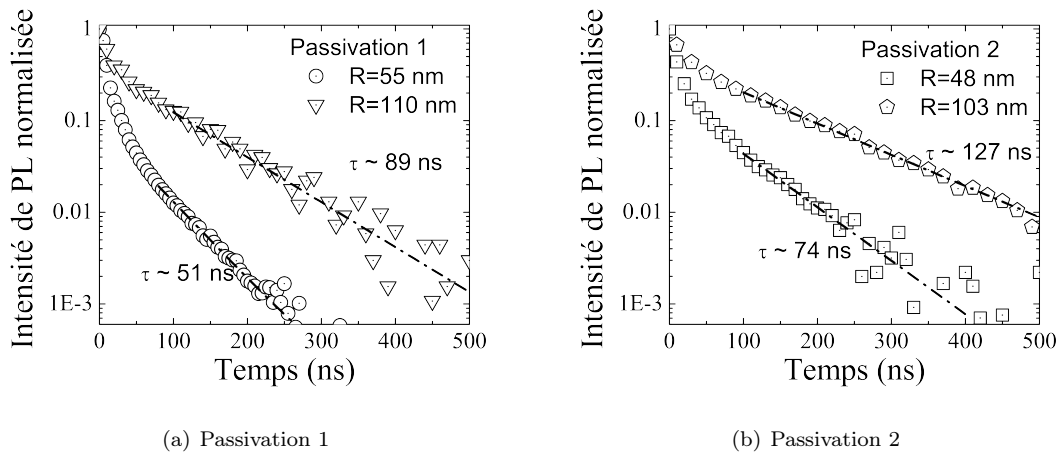 Intensité de PL normalisée
1
0.1
0.01
1E-3
Passivation 1
R=55 nm
R=110 nm
τ ~ 89 ns
τ ~ 51 ns
0 100 200 300 400 500
Temps (ns)
(a) Passivation 1
Intensité de PL normalisée
1
0.1
0.01
1E-3
Passivation 2
R=48 nm
R=103 nm
τ ~ 127 ns
τ ~ 74 ns
0 100 200 300 400 500
Temps (ns)
(b) Passivation 2